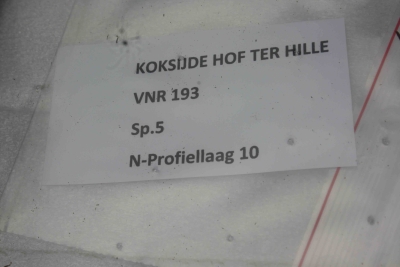 KOKSIJDE HOF TER HILLE
VNR 193
Sp.5
N-Profiellaag 10